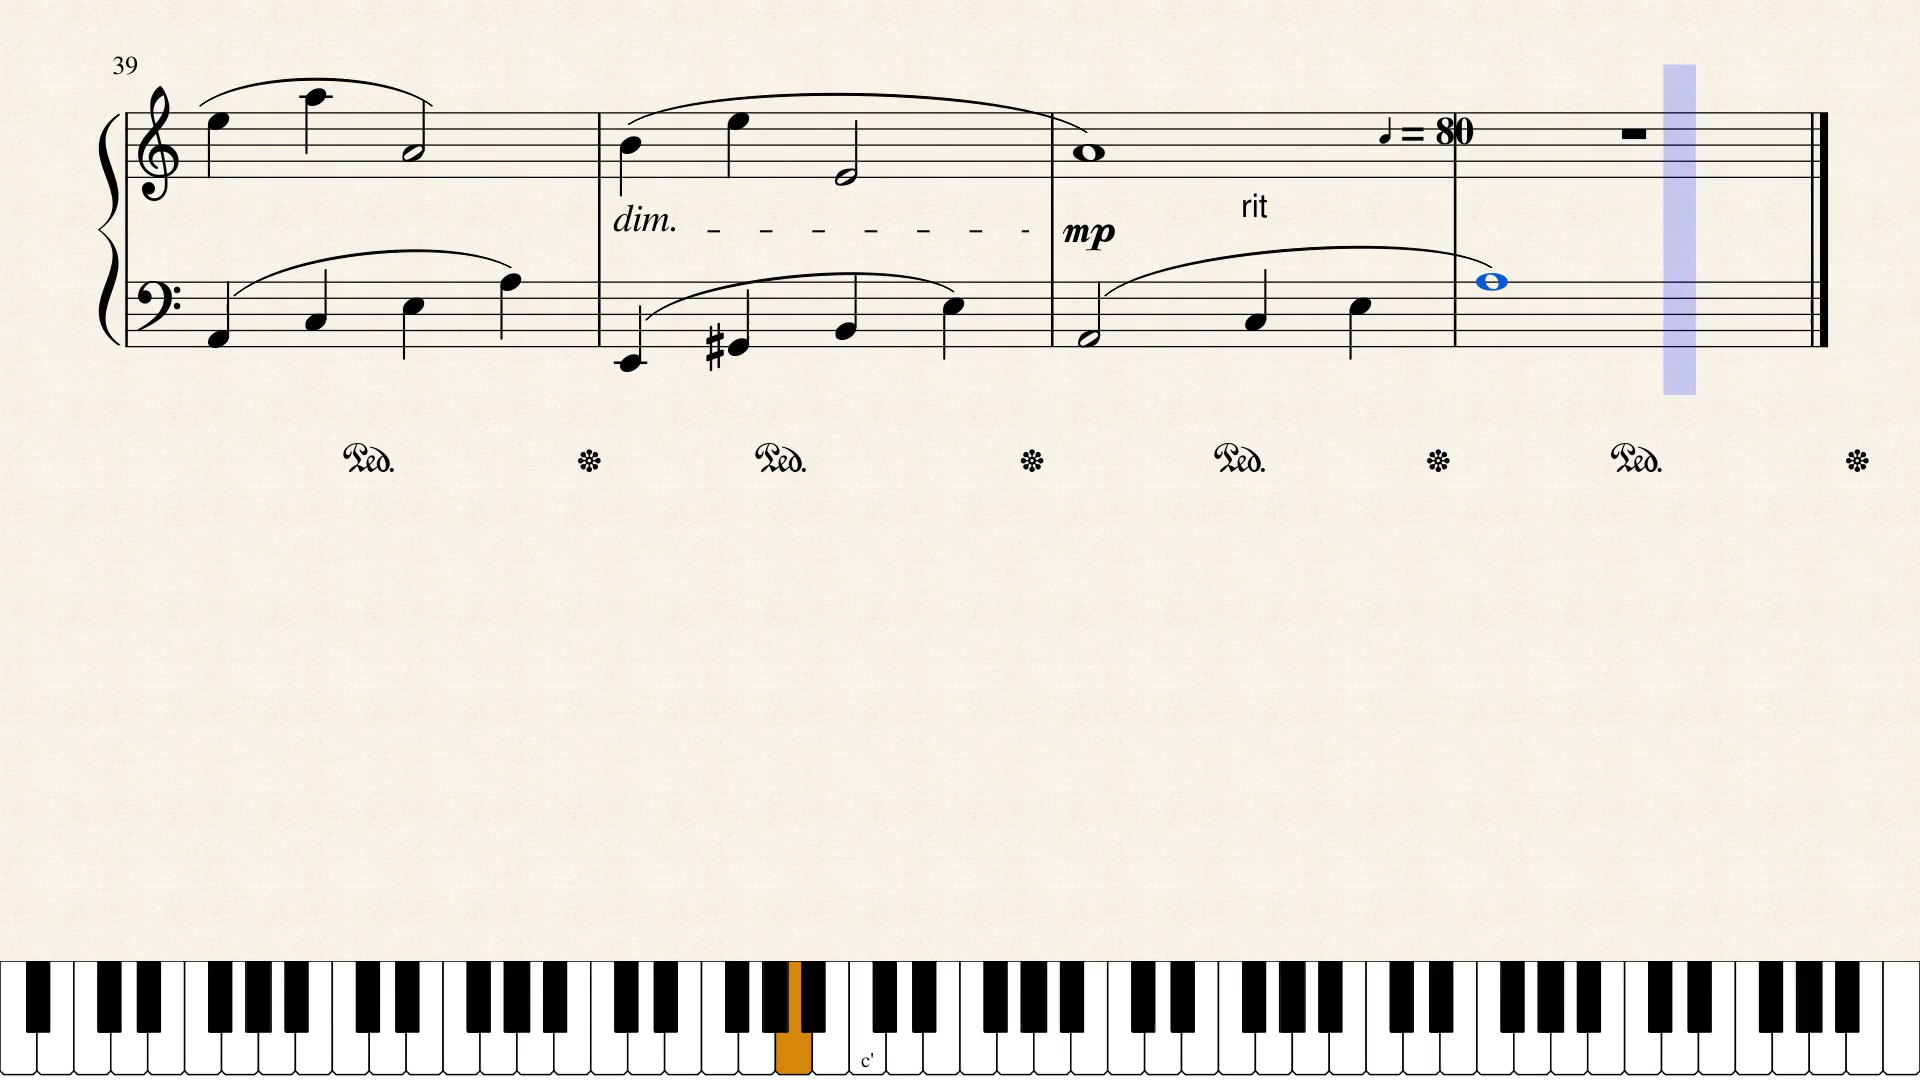 39
♩ = 80
rit
dim.
mp
Ped. Ped. Ped. Ped.
c'